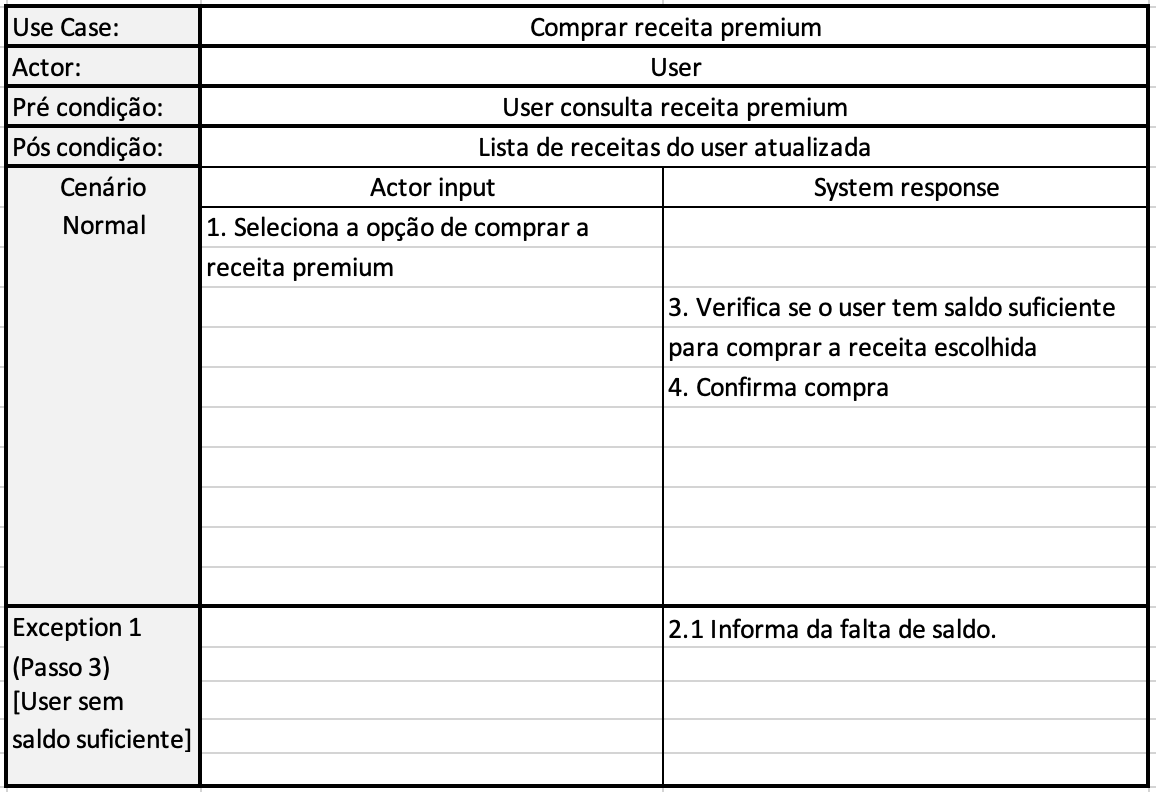 Use Case: Comprar receita premium
Actor: User
Pré condição: User consulta receita premium
Pós condição: Lista de receitas do user atualizada
Cenário
Normal
Actor input System response
1. Seleciona a opção de comprar a
receita premium
3. Verifica se o user tem saldo suficiente
para comprar a receita escolhida
4. Confirma compra
Exception 1
(Passo 3)
[User sem
saldo suficiente]
2.1 Informa da falta de saldo.